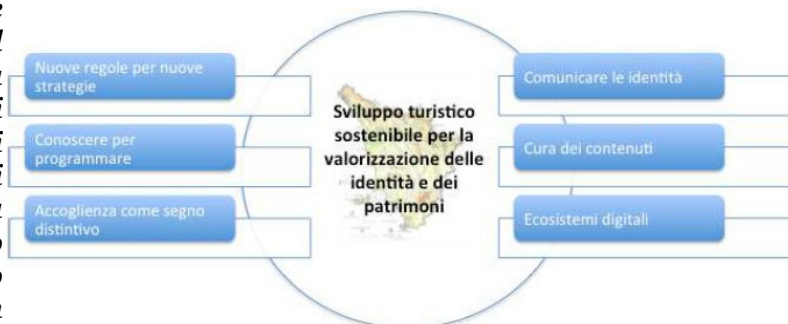 Nuove regole per nuove
strategie
Conoscere per
programmare
Accoglienza come segno
distintivo
Sviluppo turistico
sostenibile per la
valorizzazione delle
identità e dei
patrimoni
Comunicare le identità
Cura dei contenuti
Ecosistemi digitali